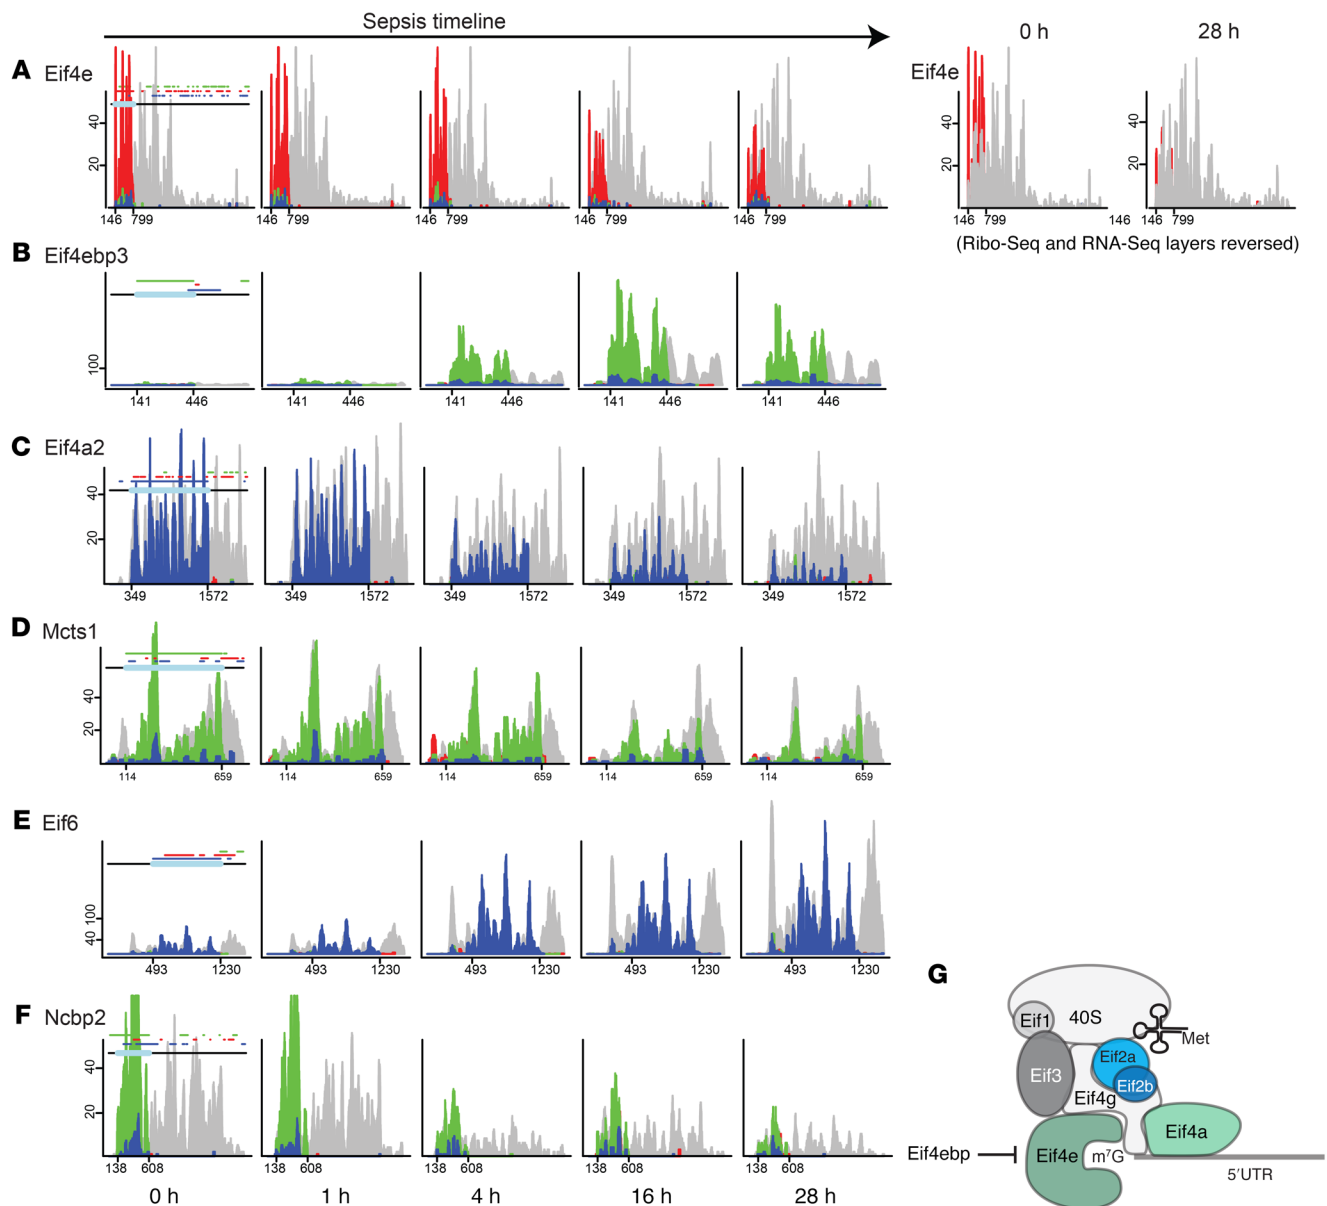 Sepsis timeline
0 h 28 h
A Eif4e
Eif4e
40
20
146 799 146 799 146 799 146 799 146 799
40
20
146 799
146
40
20
46 799
(Ribo-Seq and RNA-Seq layers reversed)
B Eif4ebp3
100
141 446 141 446 141 446 141 446 141 446
C Eif4a2
40
20
349 1572 349 1572 349 1572 349 1572 349 1572
D Mcts1
40
20
114 659 114 659 114 659 114 659 114 659
E Eif6
100
40
493 1230 493 1230 493 1230 493 1230 493 1230
F Ncbp2
40
20
138 608 138 608 138 608 138 608 138 608
0 h 1 h 4 h 16 h 28 h
G
Eif1 40S
Met
Eif2a
Eif3
Eif2b
Eif4g
Eif4a
Eif4ebp
Eif4e
m7G
5′UTR